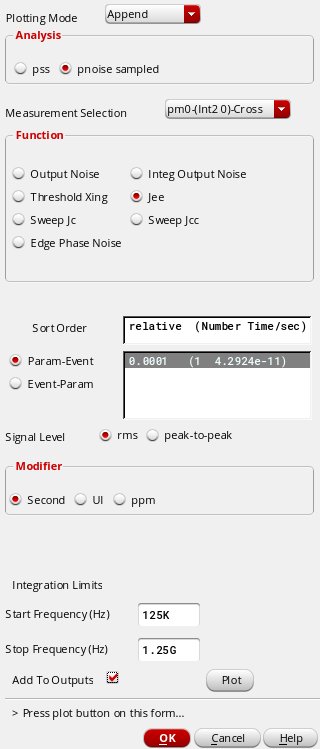 Plotting Mode Append
Analysis
pss pnoise sampled
Measurement Selection pm0-(Int2 0)-Cross
Function
Output Noise Integ Output Noise
Threshold Xing Jee
Sweep Jc Sweep Jcc
Edge Phase Noise
Sort Order relative (Number Time/sec)
Param-Event 0.0001 (1 4.2924e-11)
Event-Param
Signal Level rms peak-to-peak
Modifier
Second UI ppm
Integration Limits
Start Frequency (Hz) 125K
Stop Frequency (Hz) 1.25G
Add To Outputs Plot
> Press plot button on this form...
OK Cancel Help